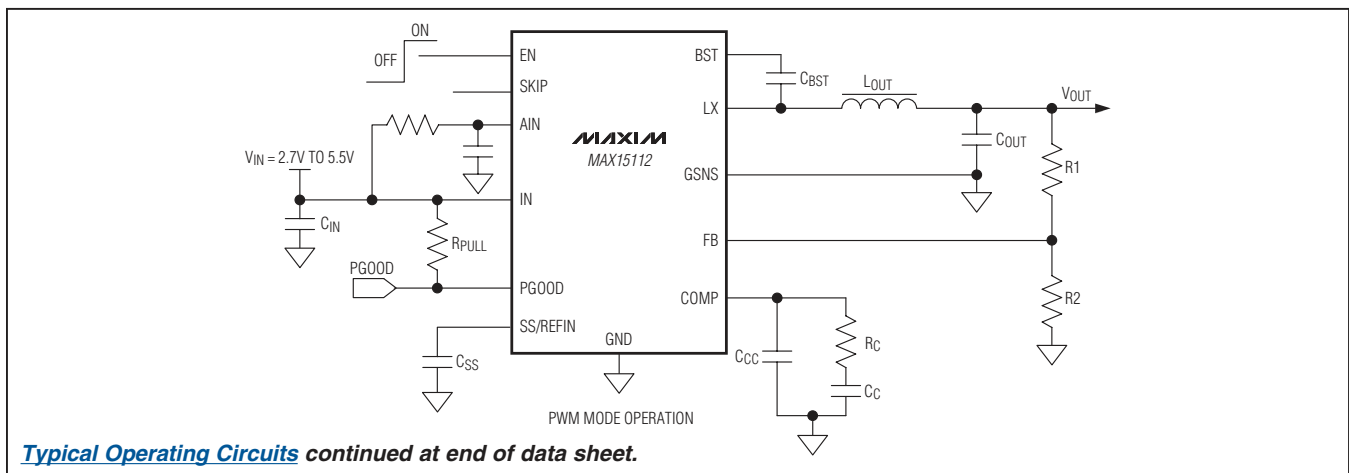 ON
OFF
EN
SKIP
AIN
VIN = 2.7V TO 5.5V
IN
CIN
RPULL
PGOOD
PGOOD
SS/REFIN
CSS
MAXIM
MAX15112
GND
PWM MODE OPERATION
BST
CBST
LOUT
LX
VOUT
COUT
GSNS
R1
FB
COMP
R2
CCC
RC
CC
Typical Operating Circuits continued at end of data sheet.